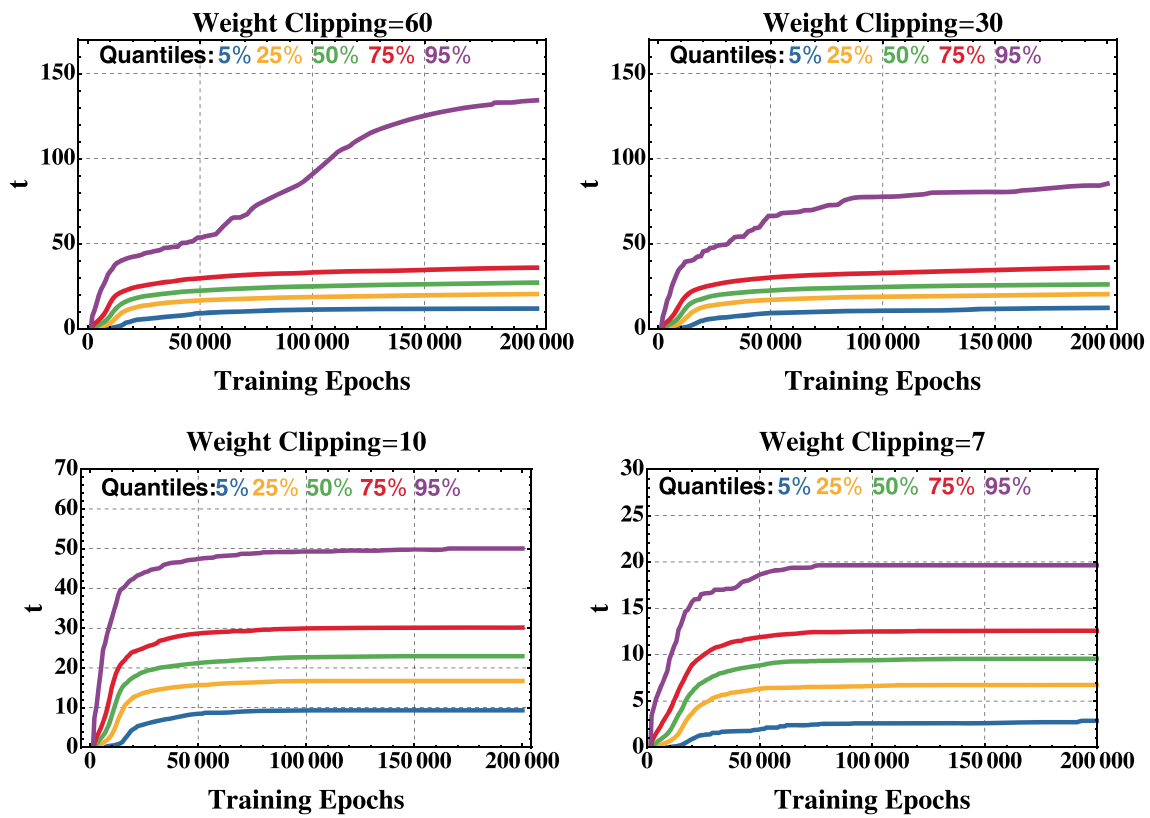 Weight Clipping=60
Quantiles: 5% 25% 50% 75% 95%
150
100
50
0
t
0 50 000 100 000 150 000 200 000
Training Epochs
Weight Clipping=30
Quantiles: 5% 25% 50% 75% 95%
150
100
50
0
t
0 50 000 100 000 150 000 200 000
Training Epochs
Weight Clipping=10
70
Quantiles: 5% 25% 50% 75% 95%
60
50
40
30
20
10
0
t
0 50 000 100 000 150 000 200 000
Training Epochs
Weight Clipping=7
30
Quantiles: 5% 25% 50% 75% 95%
25
20
15
10
5
0
t
0 50 000 100 000 150 000 200 000
Training Epochs